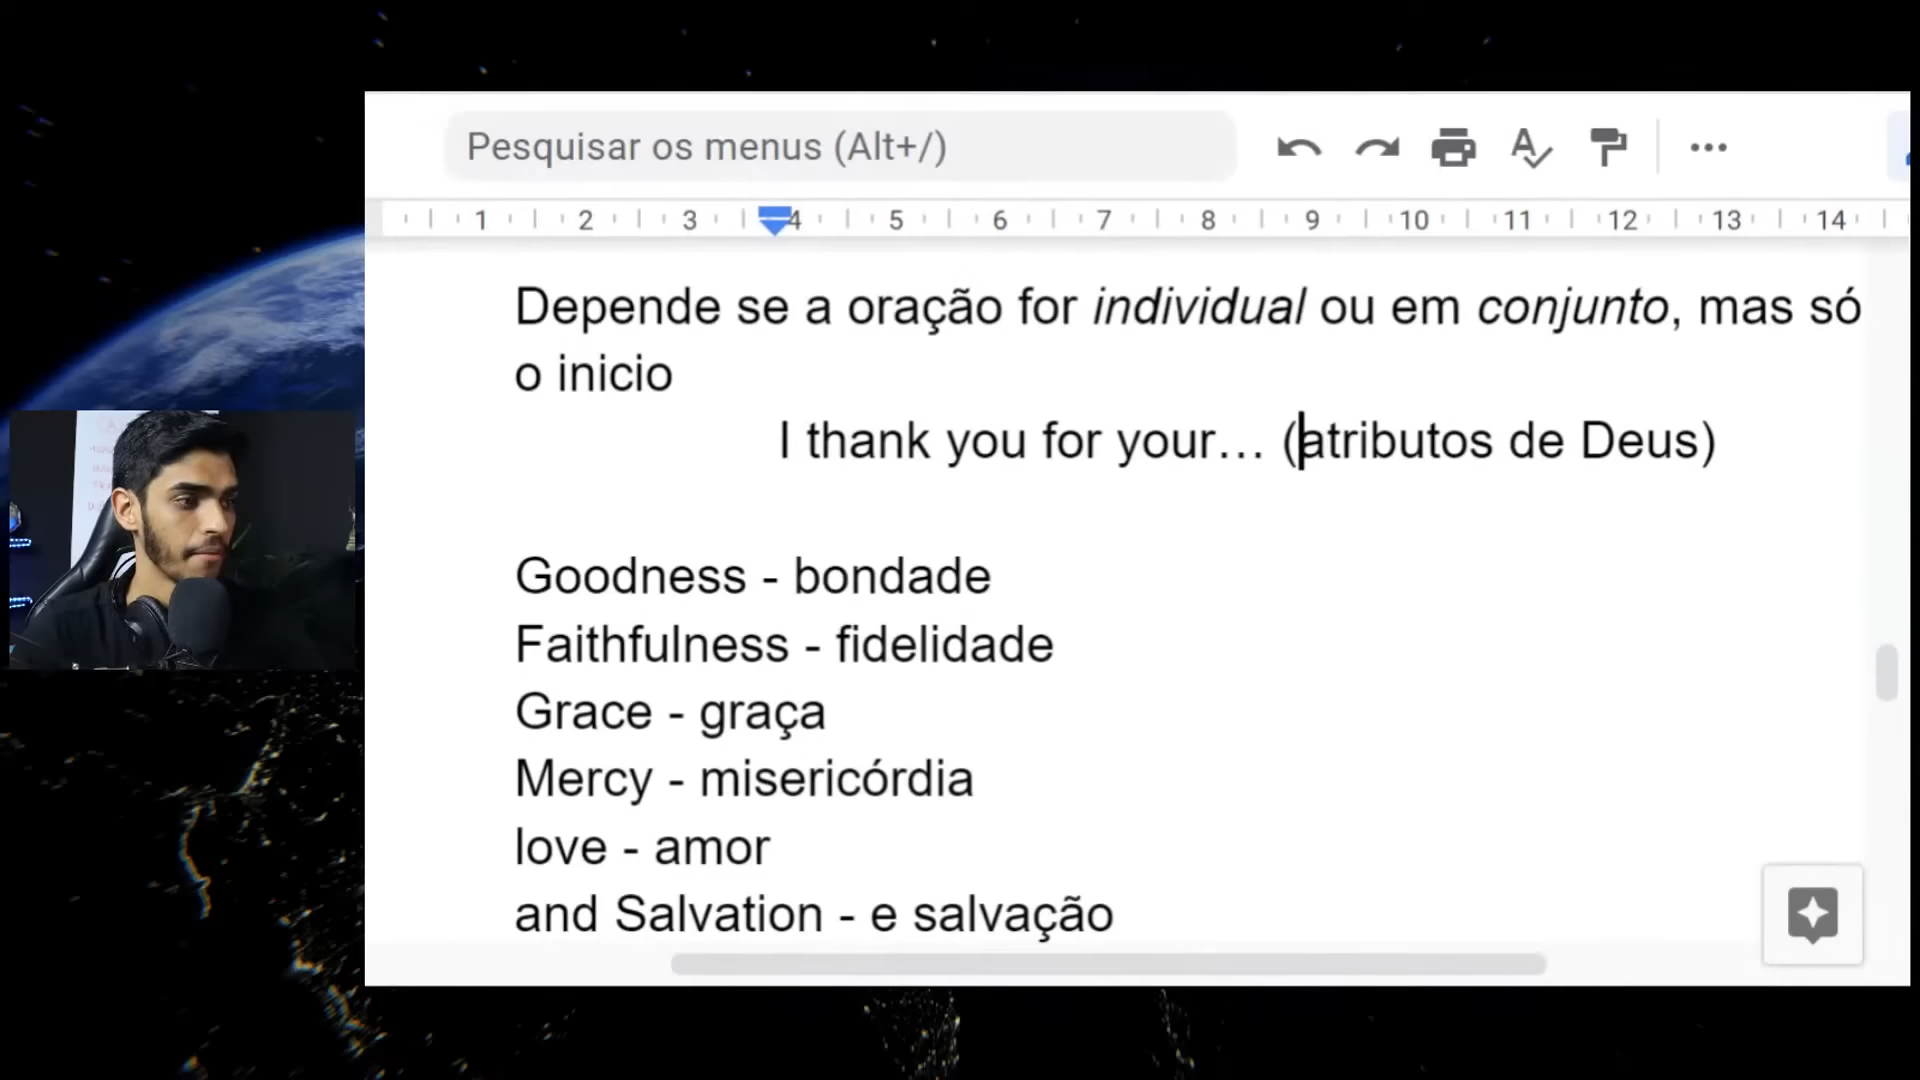 Pesquisar os menus (Alt+/)
1 2 3 4 5 6 7 8 9 10 11 12 13 14
Depende se a oração for individual ou em conjunto, mas só
o inicio
I thank you for your… (atributos de Deus)
Goodness - bondade
Faithfulness - fidelidade
Grace - graça
Mercy - misericórdia
love - amor
and Salvation - e salvação